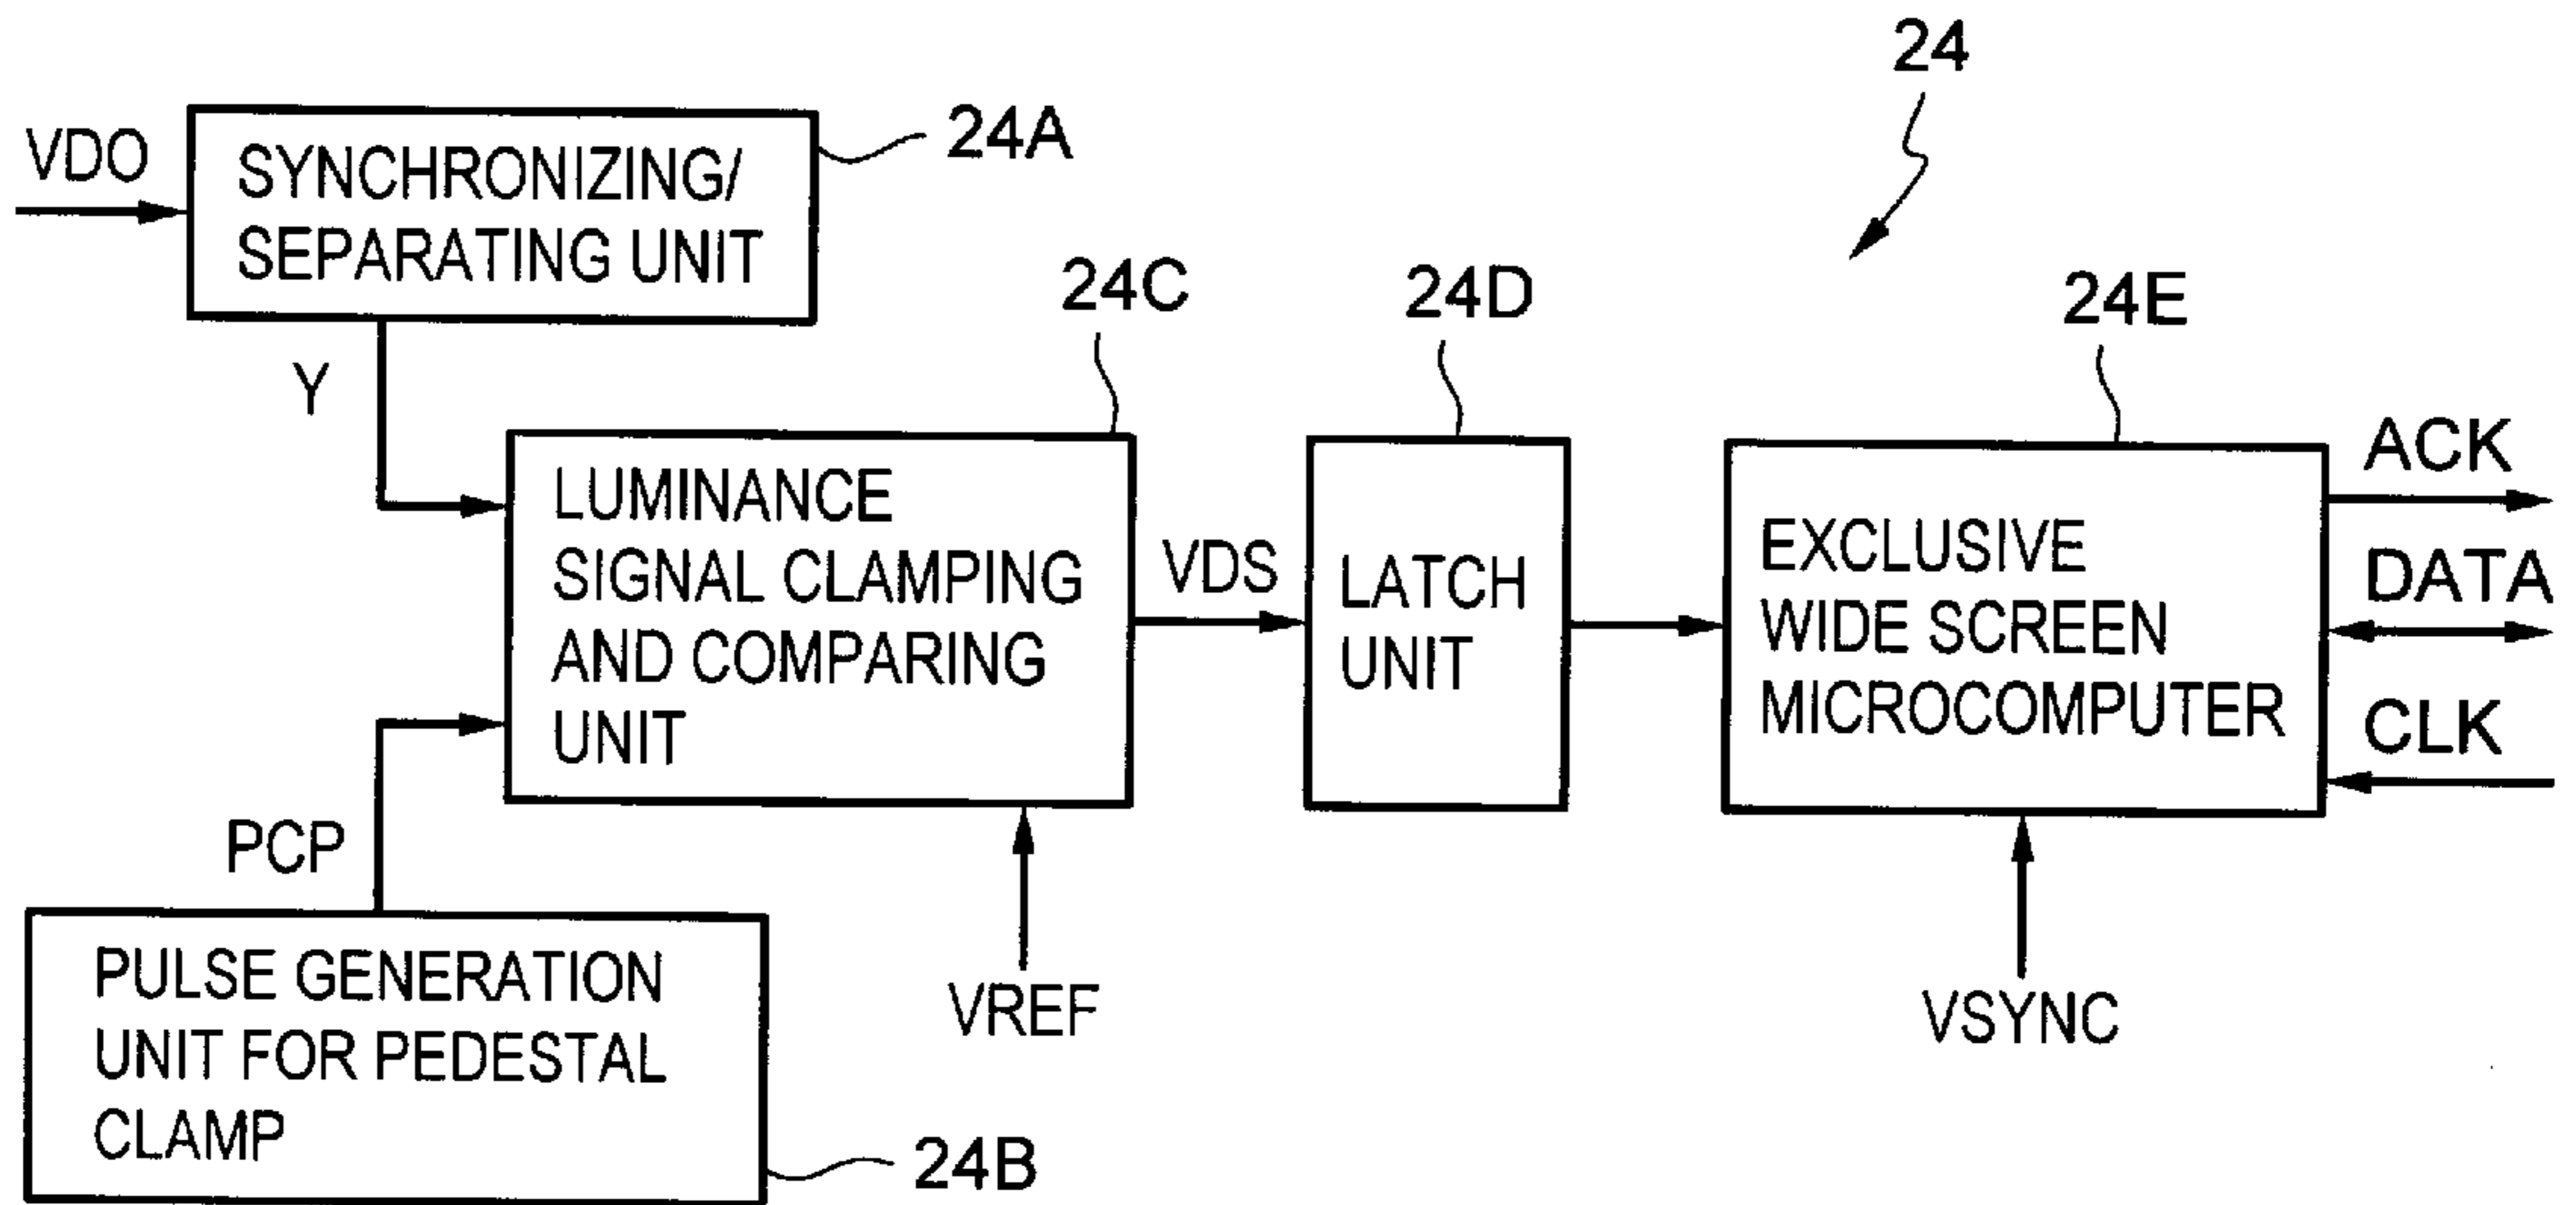 24
VDO
SYNCHRONIZING/
SEPARATING UNIT
24A
Y
24C
LUMINANCE
SIGNAL CLAMPING
AND COMPARING
UNIT
VDS
24D
LATCH
UNIT
24E
EXCLUSIVE
WIDE SCREEN
MICROCOMPUTER
ACK
DATA
CLK
PCP
VREF
VSYNC
PULSE GENERATION
UNIT FOR PEDESTAL
CLAMP
24B